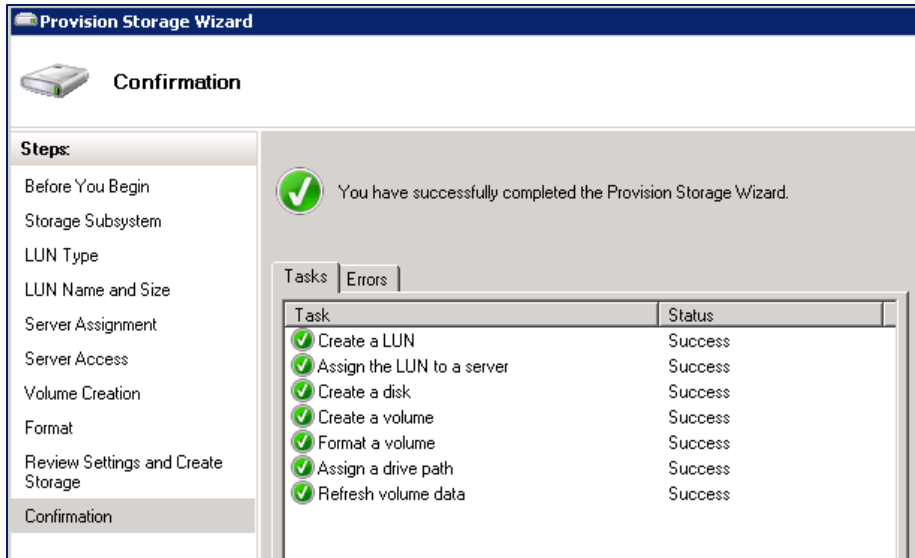 Provision Storage Wizard
Confirmation
Steps:
Before You Begin
Storage Subsystem
LUN Type
LUN Name and Size
Server Assignment
Server Access
Volume Creation
Format
Review Settings and Create
Storage
Confirmation
You have successfully completed the Provision Storage Wizard.
Tasks Errors
Task Status
Create a LUN Success
Assign the LUN to a server Success
Create a disk Success
Create a volume Success
Format a volume Success
Assign a drive path Success
Refresh volume data Success